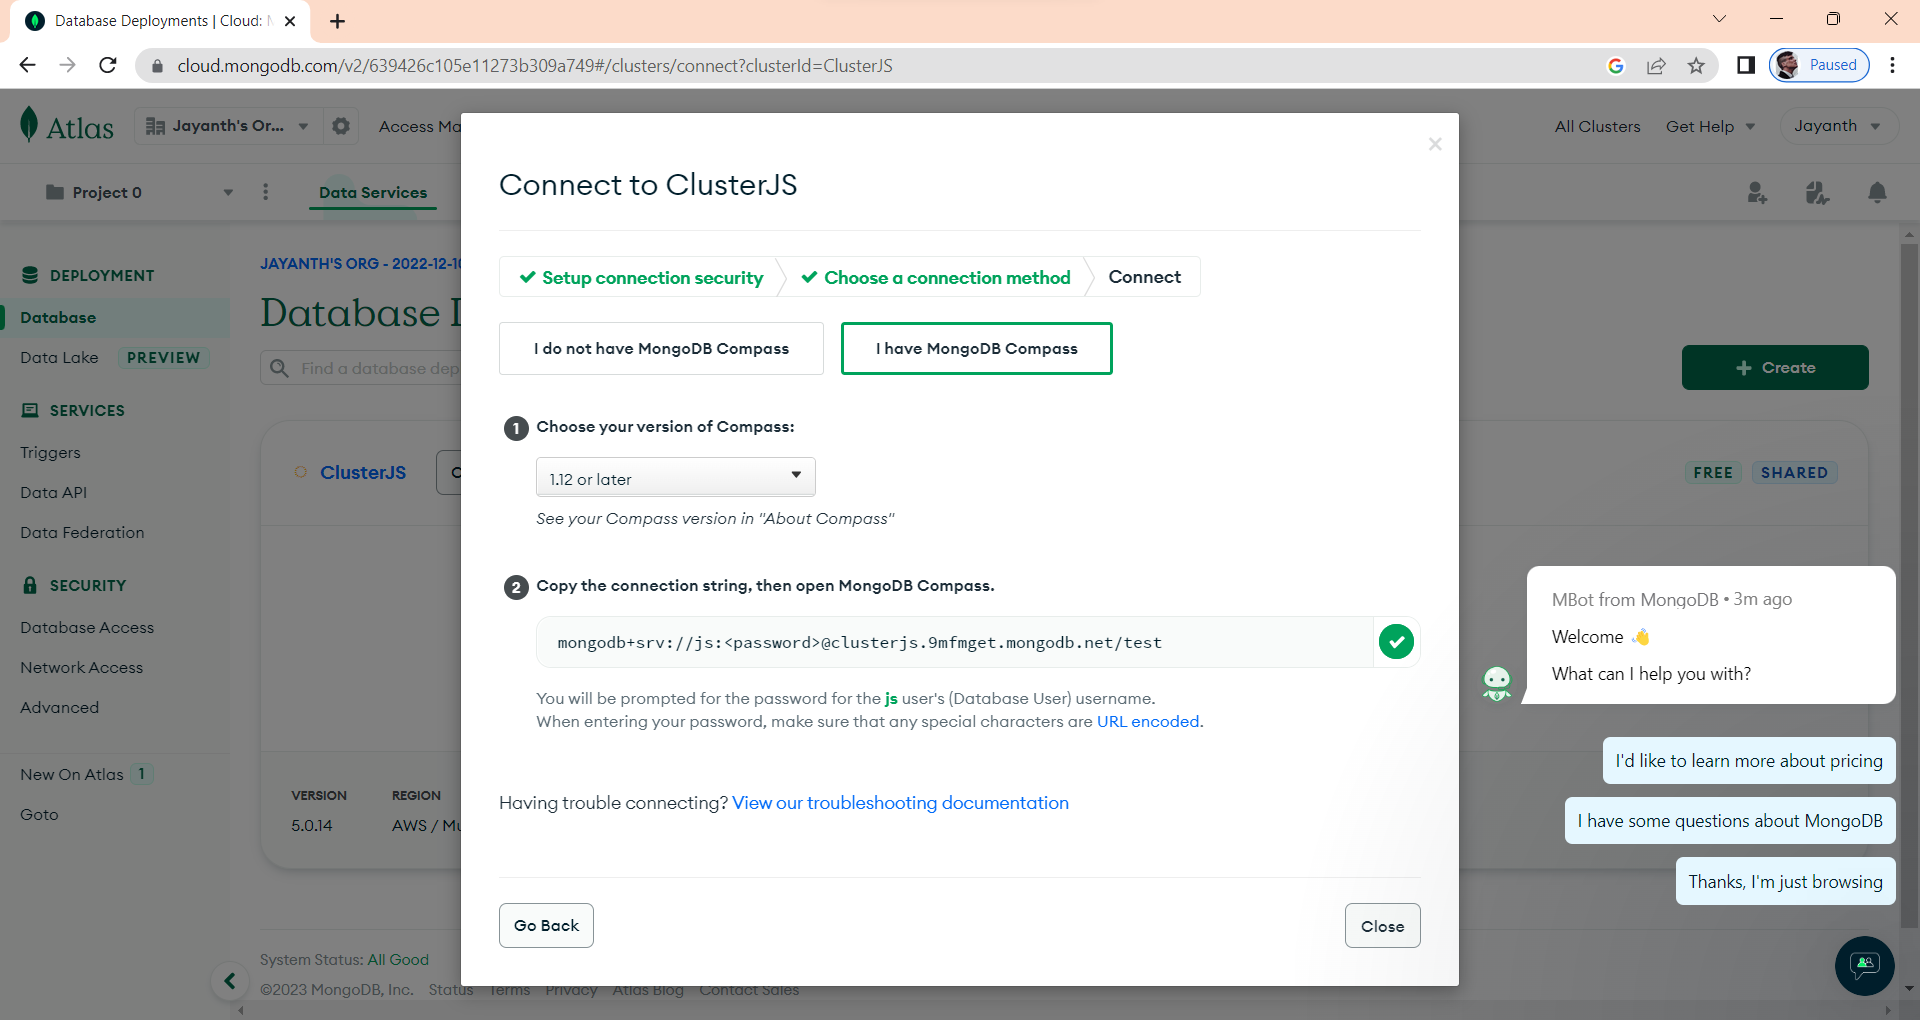 Database Deployments | Cloud:
cloud.mongodb.com/v2/639426c105e11273b309a749#/clusters/connect?clusterId=ClusterJS
Paused
Atlas
Jayanth's Or...
Access Ma
All Clusters
Get Help
Jayanth
Project 0
Data Services
DEPLOYMENT
Database
Data Lake PREVIEW
SERVICES
Triggers
Data API
Data Federation
SECURITY
Database Access
Network Access
Advanced
New On Atlas 1
Goto
JAYANTH'S ORG - 2022-12-10
Database D
Find a database dep
+ Create
ClusterJS
FREE SHARED
VERSION REGION
5.0.14 AWS / Mu
System Status: All Good
©2023 MongoDB, Inc. Status Terms Privacy Atlas Blog Contact Sales
Connect to ClusterJS
Setup connection security Choose a connection method Connect
I do not have MongoDB Compass
I have MongoDB Compass
1 Choose your version of Compass:
1.12 or later
See your Compass version in "About Compass"
2 Copy the connection string, then open MongoDB Compass.
mongodb+srv://js:<password>@clusterjs.9mfmget.mongodb.net/test
You will be prompted for the password for the js user's (Database User) username.
When entering your password, make sure that any special characters are URL encoded.
Having trouble connecting? View our troubleshooting documentation
Go Back
Close
MBot from MongoDB • 3m ago
Welcome 👋
What can I help you with?
I'd like to learn more about pricing
I have some questions about MongoDB
Thanks, I'm just browsing